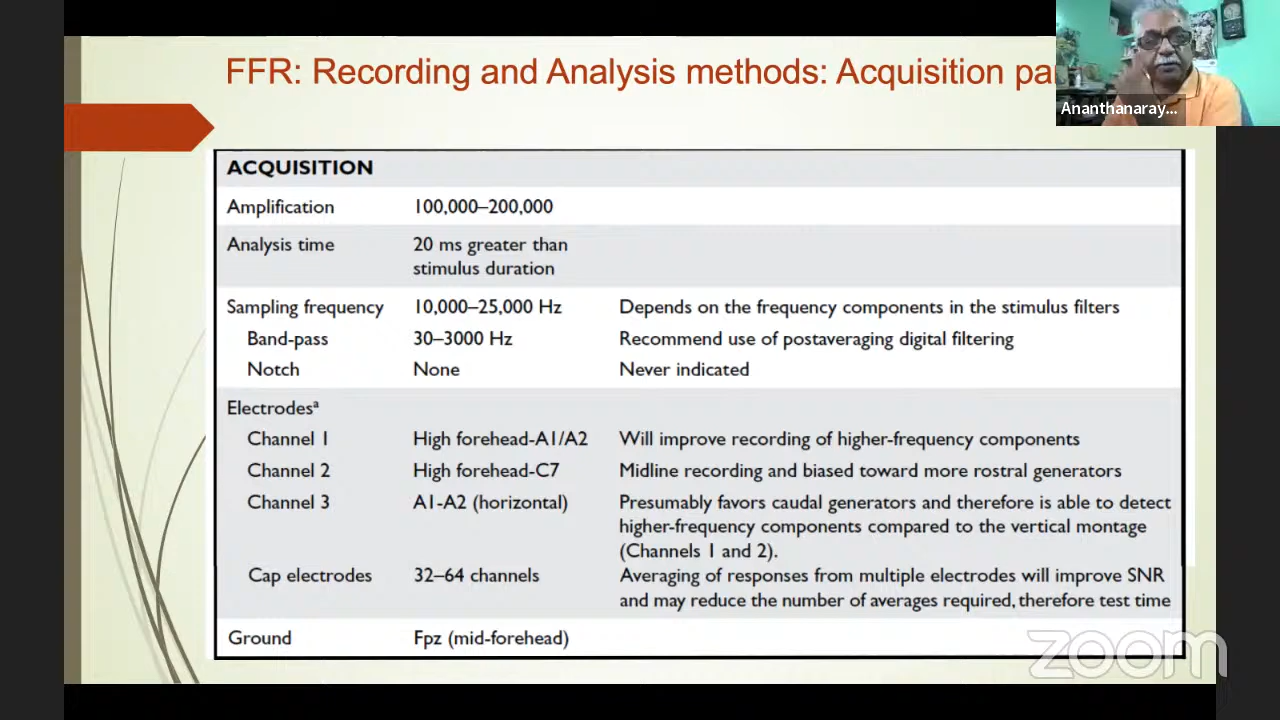 FFR: Recording and Analysis methods: Acquisition
Ananthanaray...
ACQUISITION
Amplification 100,000–200,000
Analysis time 20 ms greater than
stimulus duration
Sampling frequency 10,000–25,000 Hz Depends on the frequency components in the stimulus filters
Band-pass 30–3000 Hz Recommend use of postaveraging digital filtering
Notch None Never indicated
Electrodesᵃ
Channel 1 High forehead-A1/A2 Will improve recording of higher-frequency components
Channel 2 High forehead-C7 Midline recording and biased toward more rostral generators
Channel 3 A1-A2 (horizontal) Presumably favors caudal generators and therefore is able to detect
higher-frequency components compared to the vertical montage
(Channels 1 and 2).
Cap electrodes 32–64 channels Averaging of responses from multiple electrodes will improve SNR
and may reduce the number of averages required, therefore test time
Ground Fpz (mid-forehead)
zoom